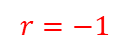 r = −1